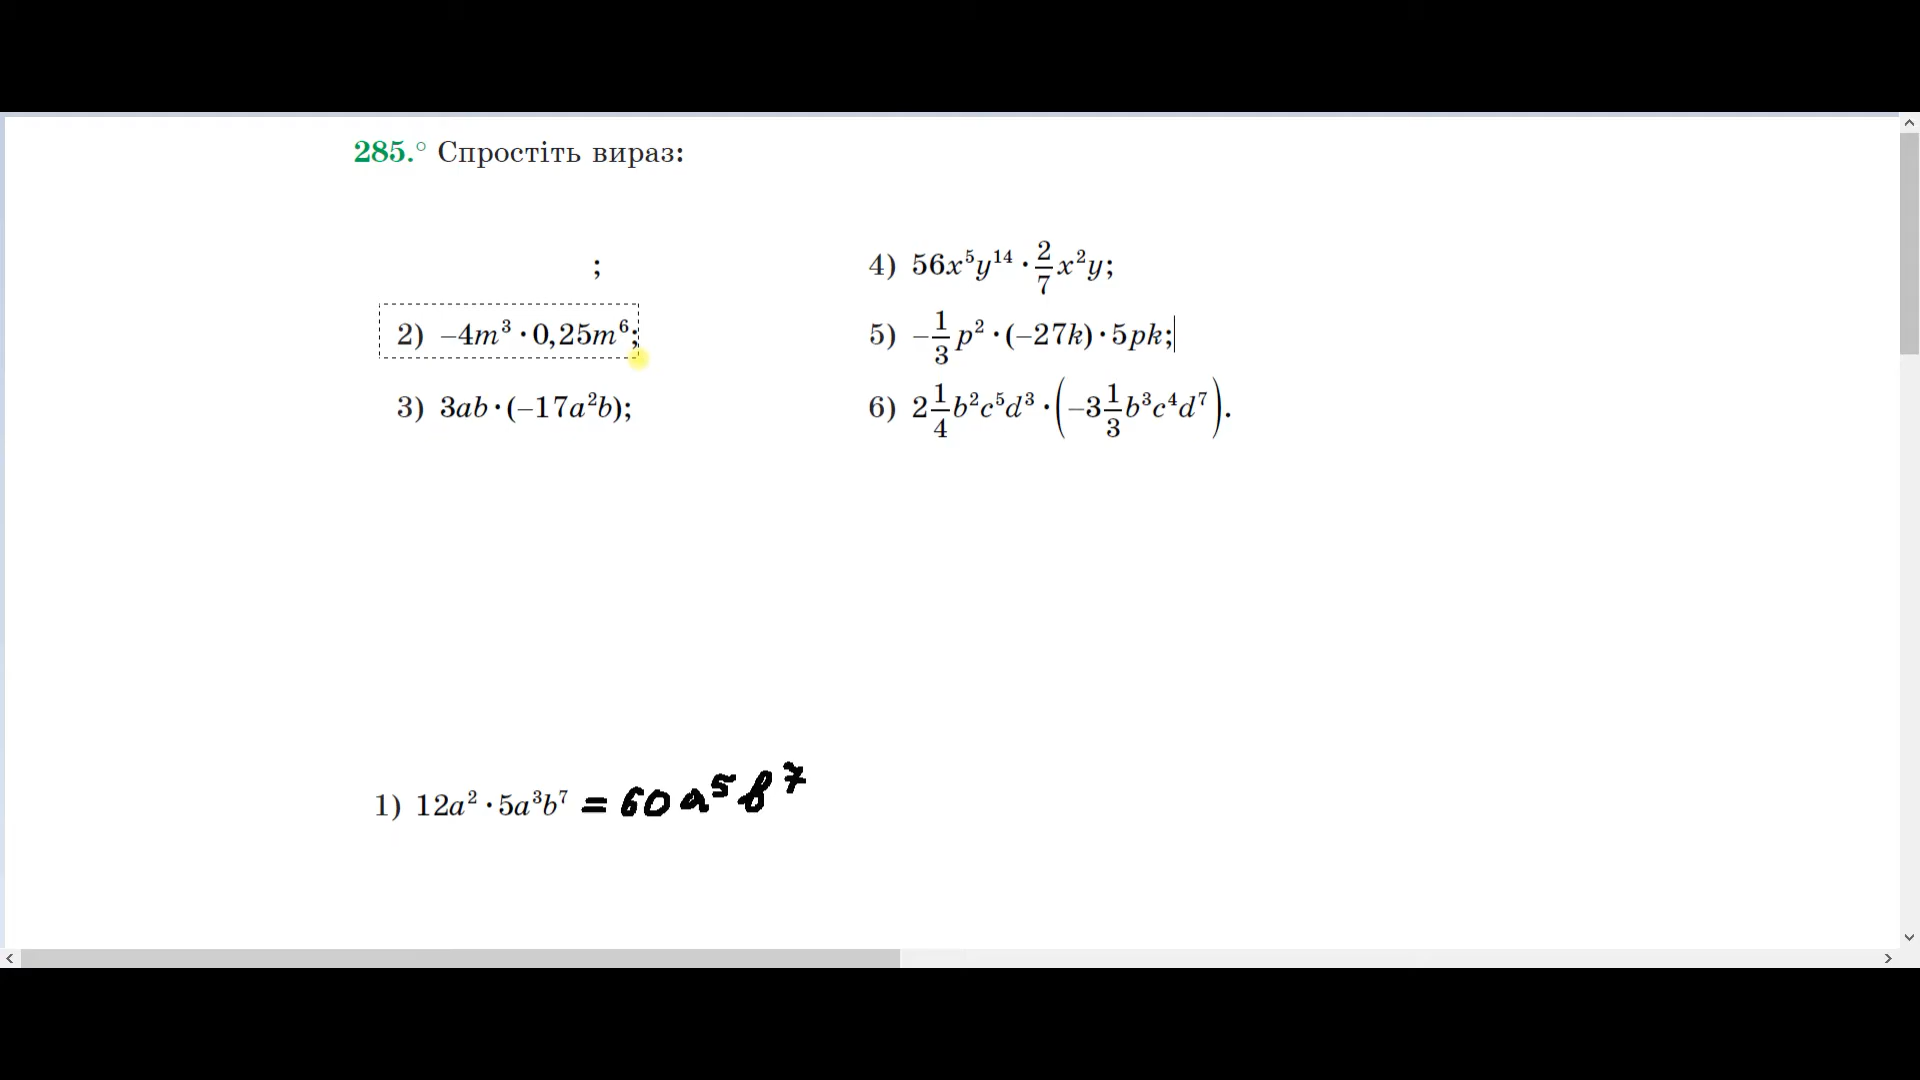 285.° Спростіть вираз:
;
2) –4m³ · 0,25m⁶;
3) 3ab · (–17a²b);
4) 56x⁵y¹⁴ · 2/7 x²y;
5) –1/3 p² · (–27k) · 5pk;
6) 2 1/4 b²c⁵d³ · (–3 1/3 b³c⁴d⁷).
1) 12a² · 5a³b⁷ = 60a⁵b⁷